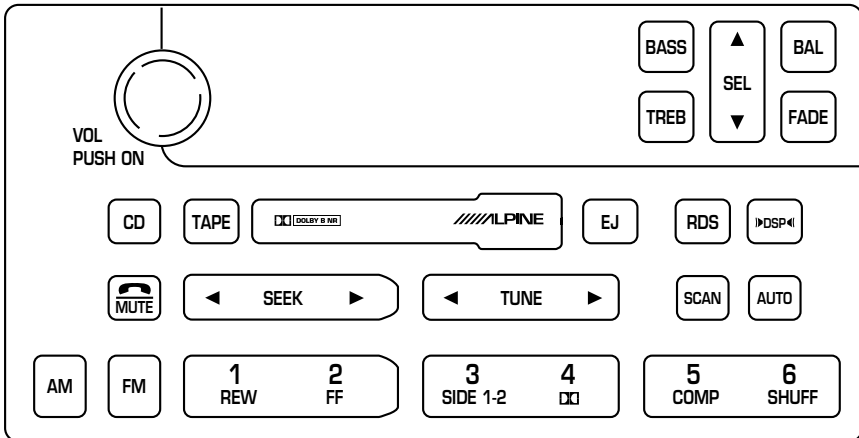 BASS
BAL
SEL
TREB
FADE
VOL
PUSH ON
CD
TAPE
DOLBY B NR
ALPINE
EJ
RDS
DSP
MUTE
SEEK
TUNE
SCAN
AUTO
AM
FM
1
2
3
4
5
6
REW
FF
SIDE 1-2
COMP
SHUFF